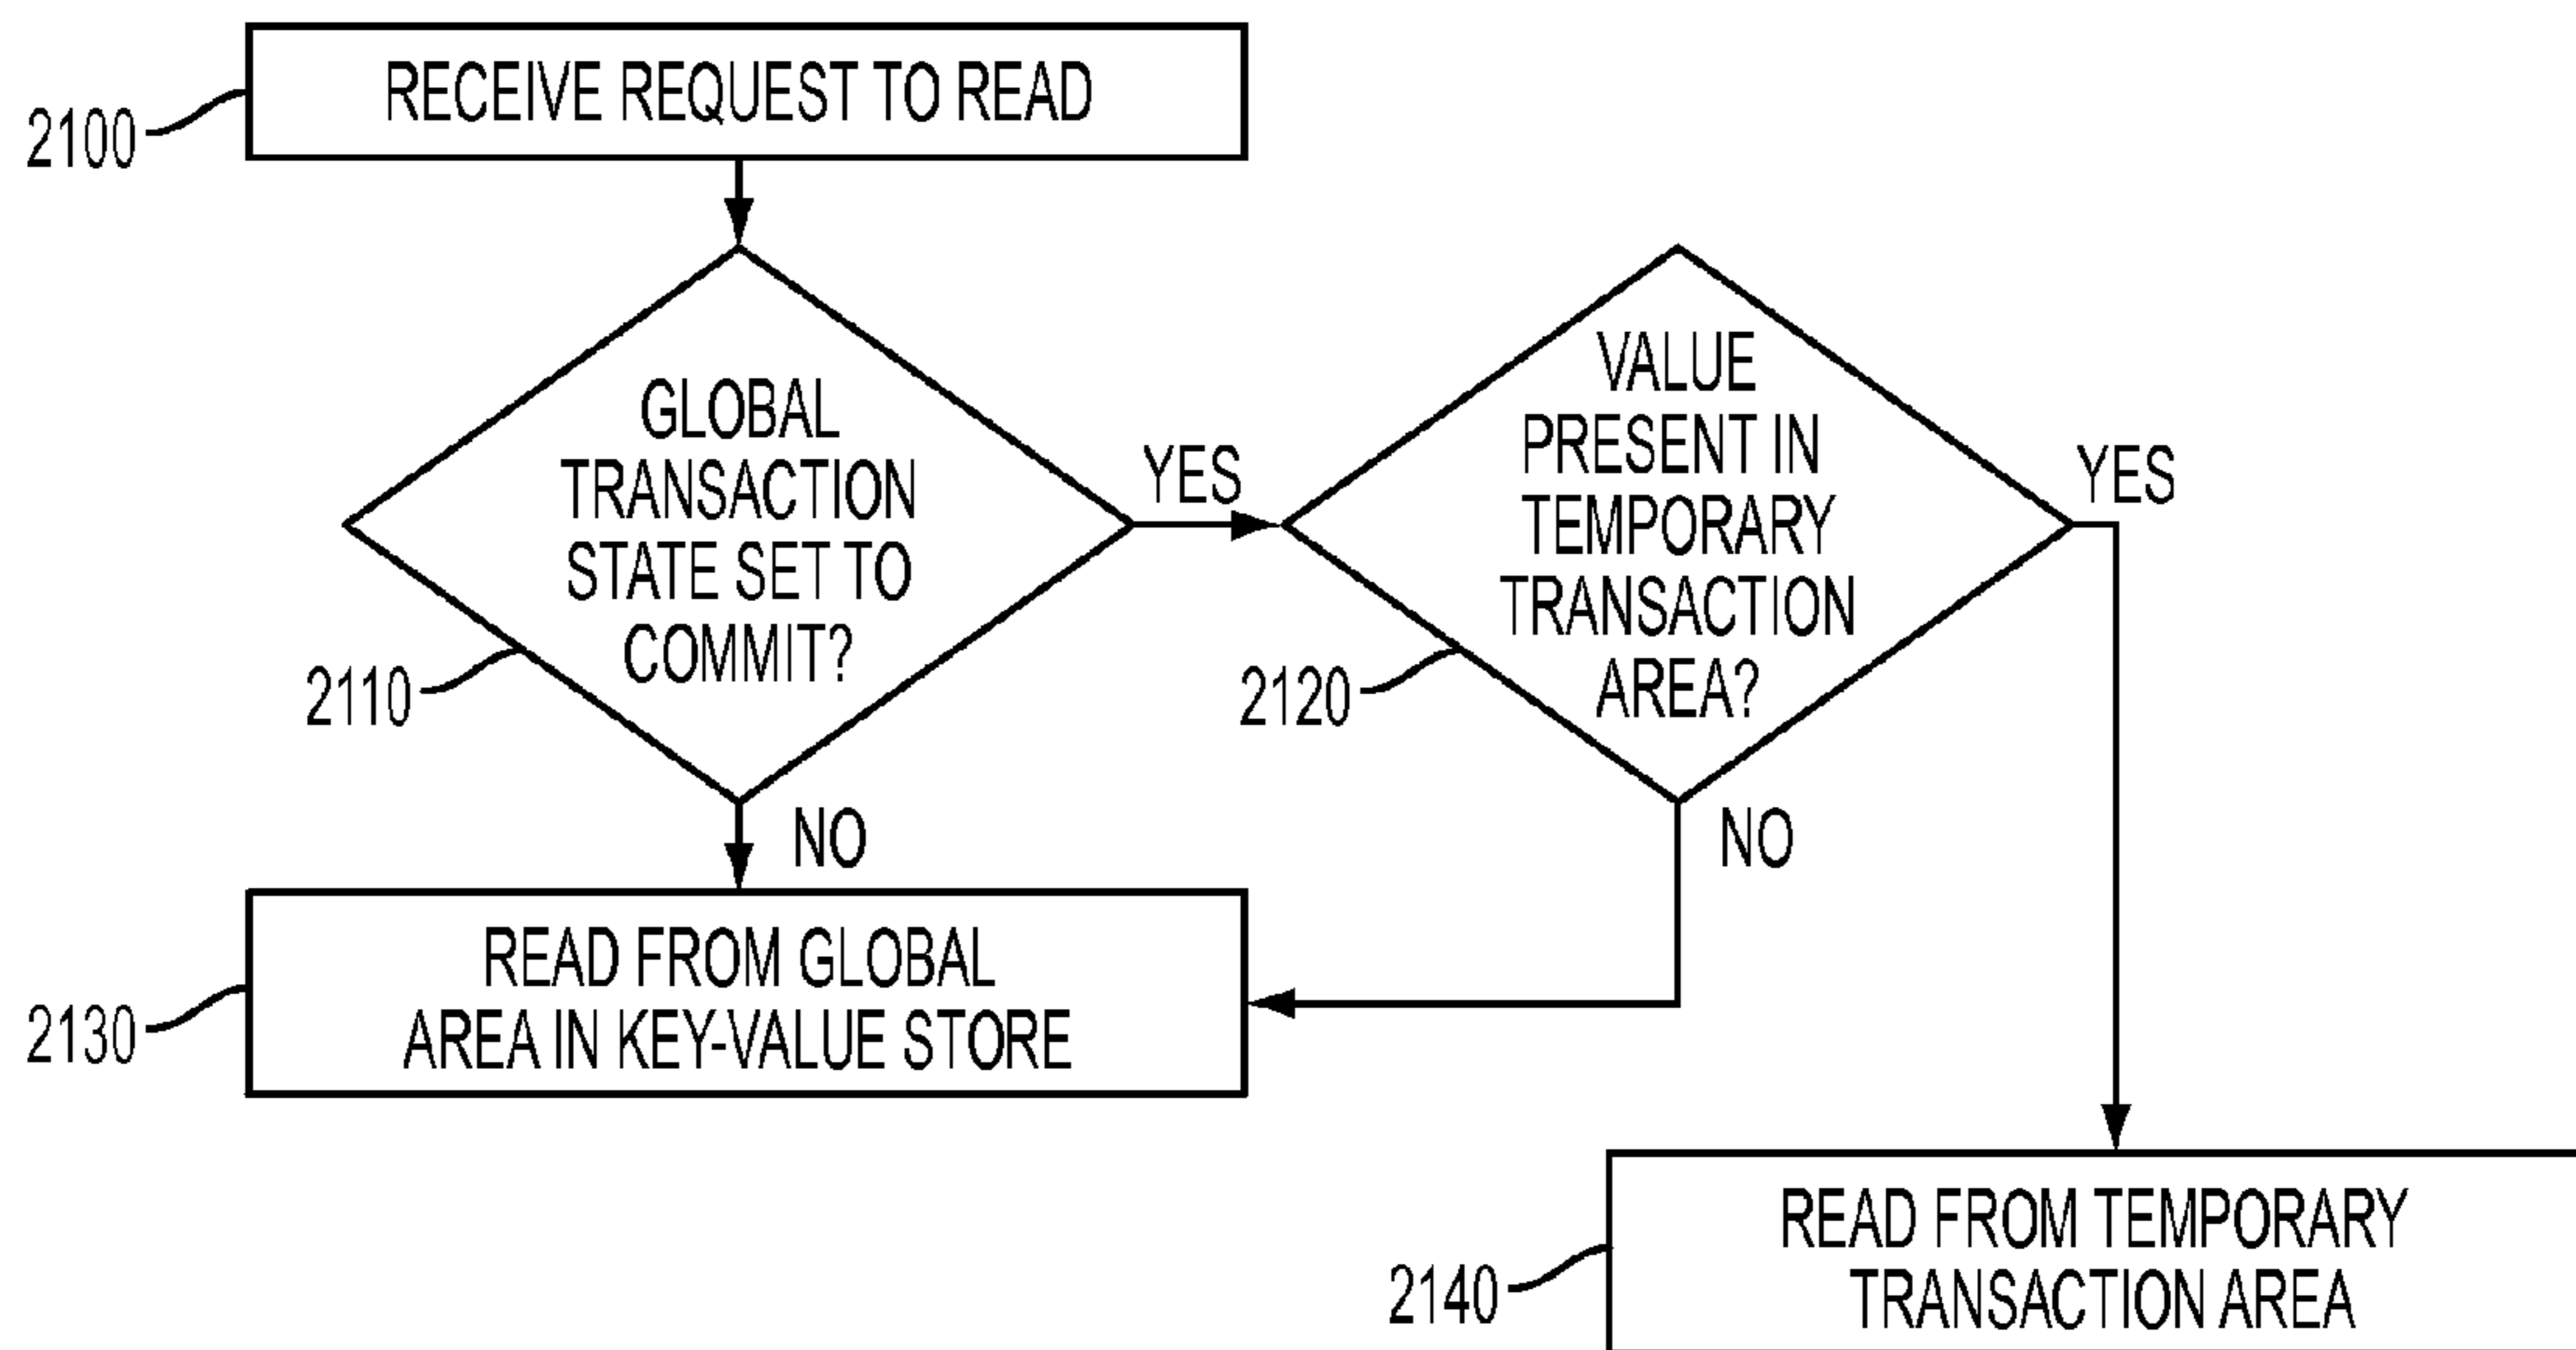 RECEIVE REQUEST TO READ
2100
GLOBAL
TRANSACTION
STATE SET TO
COMMIT?
2110
YES
NO
VALUE
PRESENT IN
TEMPORARY
TRANSACTION
AREA?
2120
YES
NO
READ FROM GLOBAL
AREA IN KEY-VALUE STORE
2130
READ FROM TEMPORARY
TRANSACTION AREA
2140